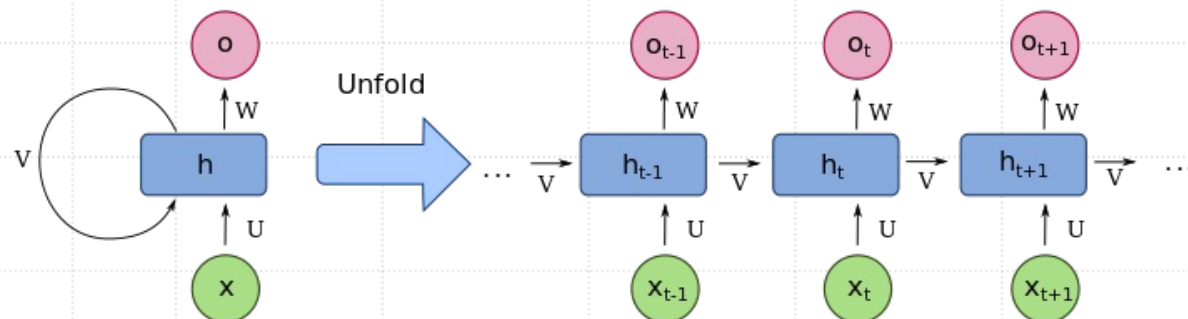 o
o_{t-1}
o_t
o_{t+1}
Unfold
W
W
W
W
V
h
...
V
h_{t-1}
V
h_t
V
h_{t+1}
V
...
U
U
U
U
x
x_{t-1}
x_t
x_{t+1}